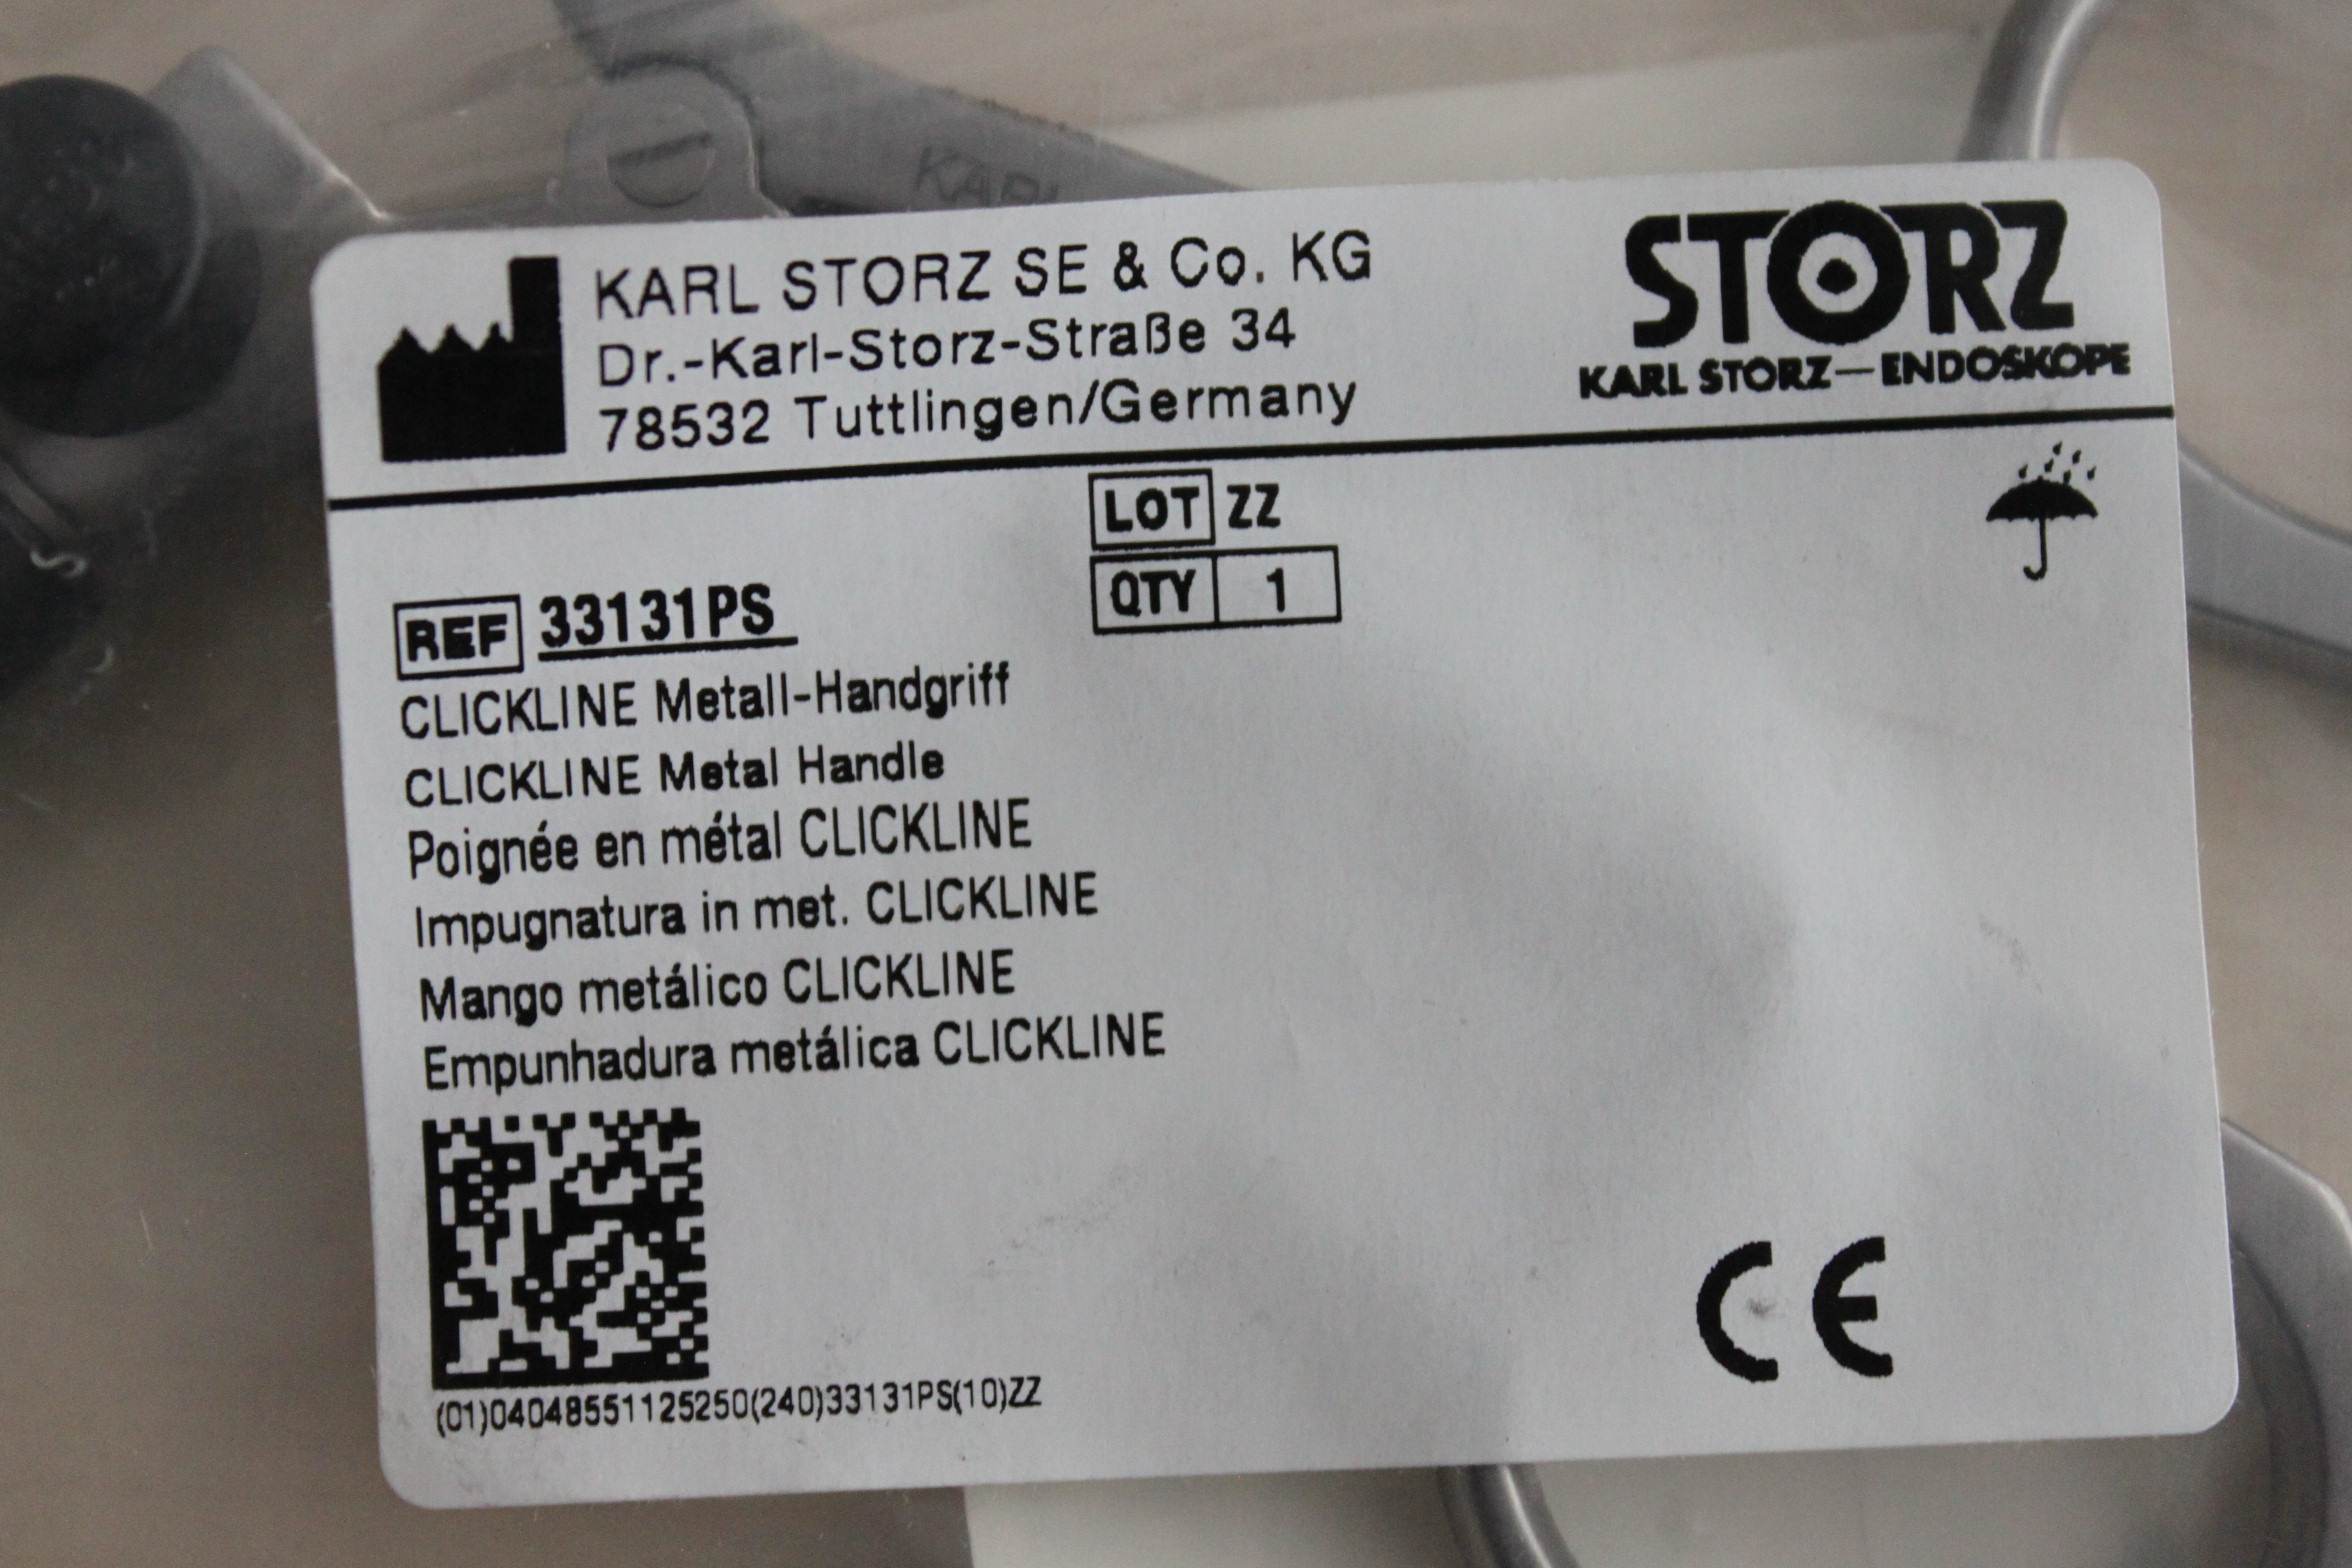 KARL
KARL STORZ SE & Co. KG
Dr.-Karl-Storz-Straße 34
78532 Tuttlingen/Germany
STORZ
KARL STORZ—ENDOSKOPE
LOT ZZ
QTY 1
REF 33131PS
CLICKLINE Metall-Handgriff
CLICKLINE Metal Handle
Poignée en métal CLICKLINE
Impugnatura in met. CLICKLINE
Mango metálico CLICKLINE
Empunhadura metálica CLICKLINE
(01)04048551125250(240)33131PS(10)ZZ
CE